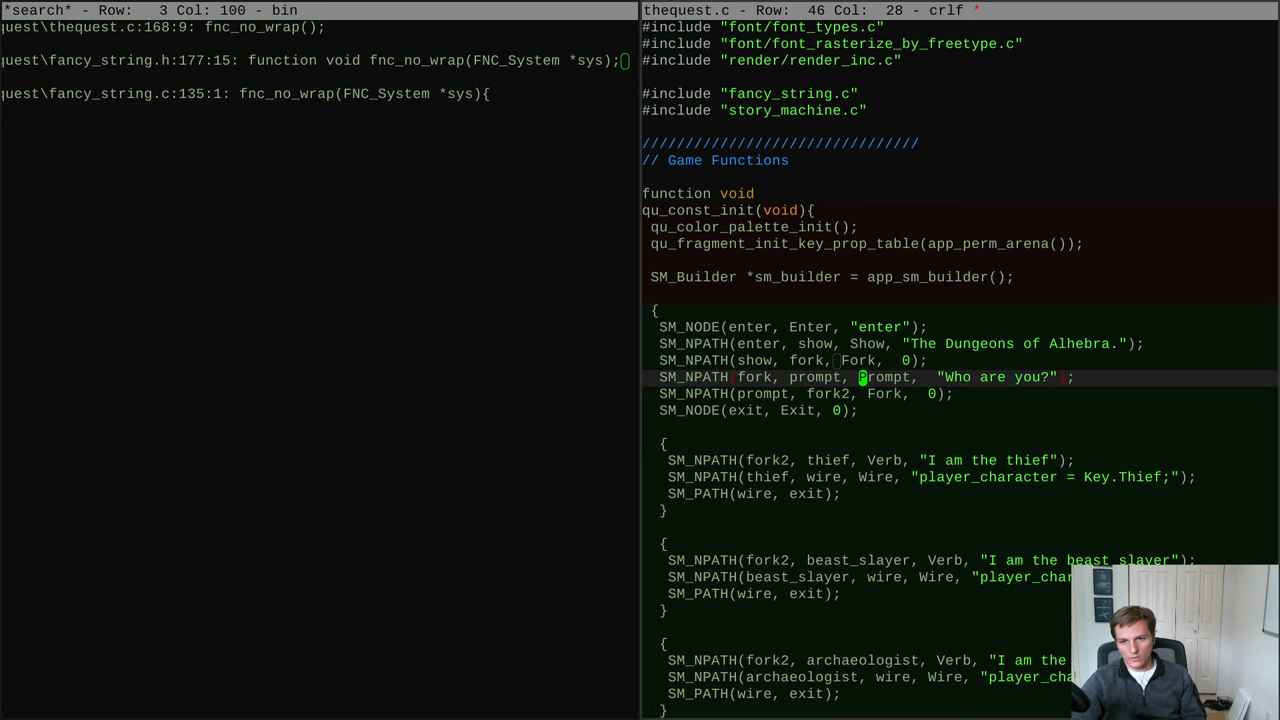 *search* - Row:   3 Col: 100 - bin
quest\thequest.c:168:9: fnc_no_wrap();
quest\fancy_string.h:177:15: function void fnc_no_wrap(FNC_System *sys);
quest\fancy_string.c:135:1: fnc_no_wrap(FNC_System *sys){
thequest.c - Row:  46 Col:  28 - crlf *
#include "font/font_types.c"
#include "font/font_rasterize_by_freetype.c"
#include "render/render_inc.c"
#include "fancy_string.c"
#include "story_machine.c"
////////////////////////////////
// Game Functions
function void
qu_const_init(void){
qu_color_palette_init();
qu_fragment_init_key_prop_table(app_perm_arena());
SM_Builder *sm_builder = app_sm_builder();
{
SM_NODE(enter, Enter, "enter");
SM_NPATH(enter, show, Show, "The Dungeons of Alhebra.");
SM_NPATH(show, fork, Fork,  0);
SM_NPATH(fork, prompt, Prompt,  "Who are you?");
SM_NPATH(prompt, fork2, Fork,  0);
SM_NODE(exit, Exit, 0);
{
SM_NPATH(fork2, thief, Verb, "I am the thief");
SM_NPATH(thief, wire, Wire, "player_character = Key.Thief;");
SM_PATH(wire, exit);
}
{
SM_NPATH(fork2, beast_slayer, Verb, "I am the beast slayer");
SM_NPATH(beast_slayer, wire, Wire, "player_char
SM_PATH(wire, exit);
}
{
SM_NPATH(fork2, archaeologist, Verb, "I am the
SM_NPATH(archaeologist, wire, Wire, "player_cha
SM_PATH(wire, exit);
}